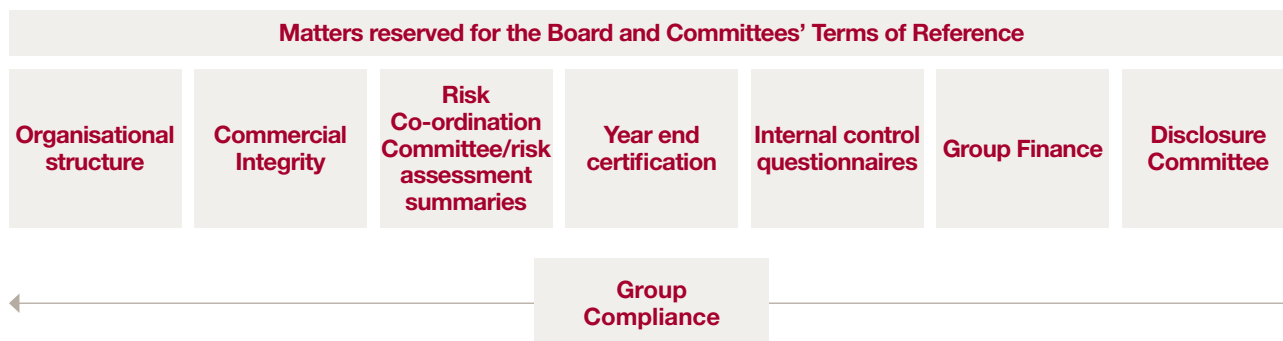 Matters reserved for the Board and Committees’ Terms of Reference
Organisational
structure
Commercial
Integrity
Risk
Co-ordination
Committee/risk
assessment
summaries
Year end
certification
Internal control
questionnaires
Group Finance
Disclosure
Committee
Group
Compliance